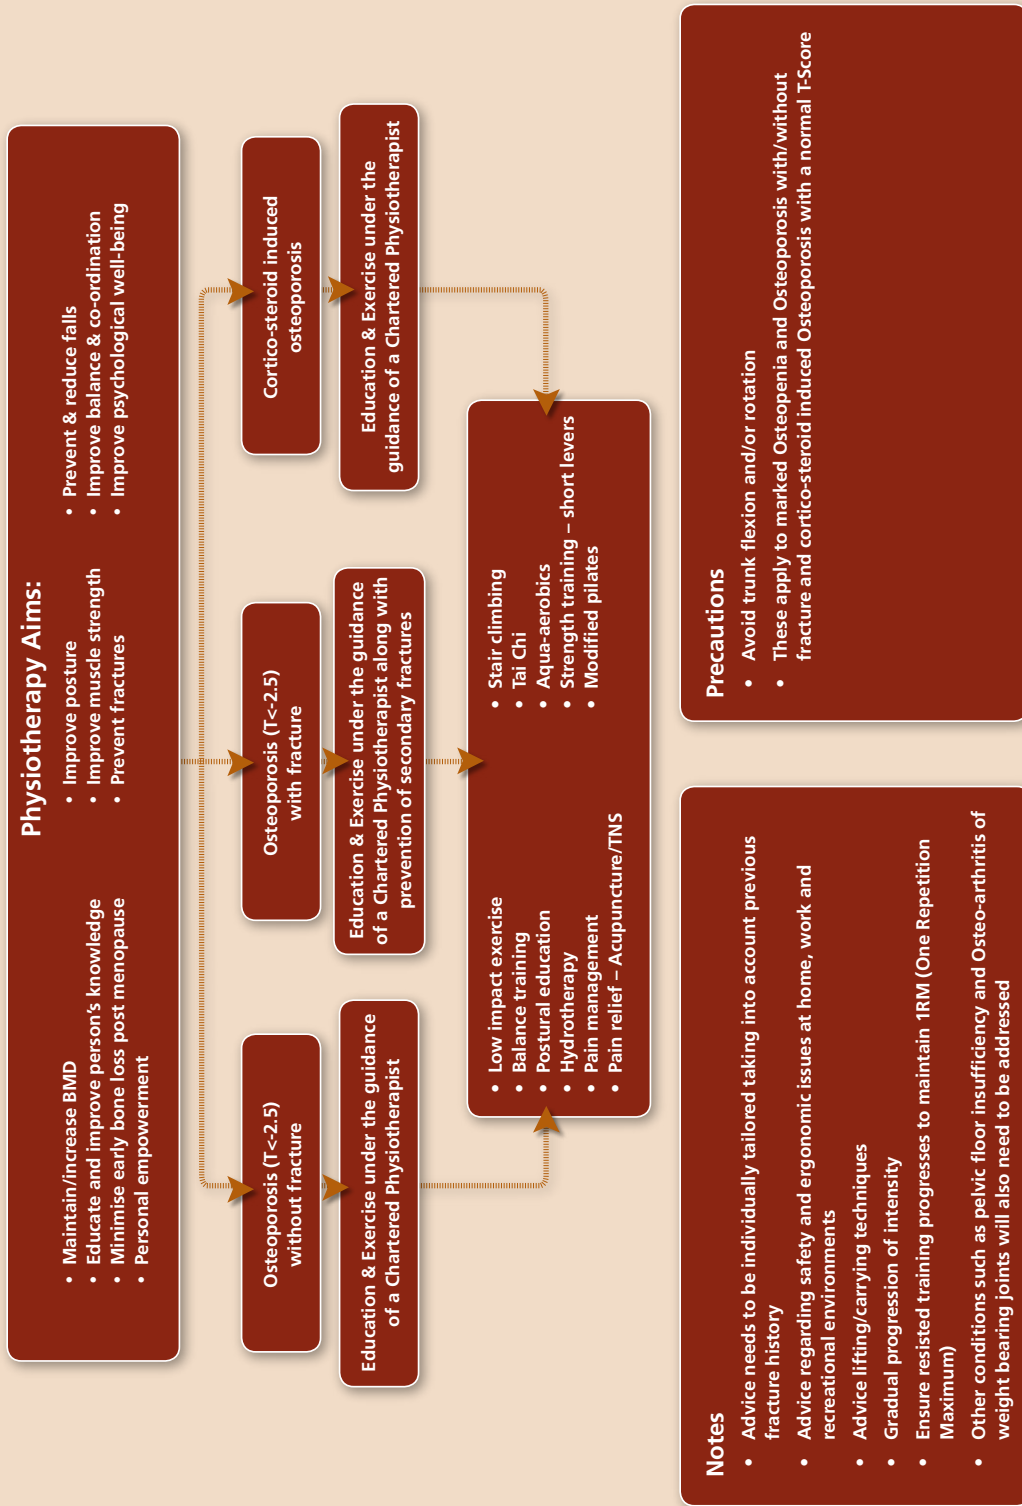 Physiotherapy Aims:
• Maintain/increase BMD
• Educate and improve person's knowledge
• Minimise early bone loss post menopause
• Personal empowerment
• Improve posture
• Improve muscle strength
• Prevent fractures
• Prevent & reduce falls
• Improve balance & co-ordination
• Improve psychological well-being
Osteoporosis (T<-2.5)
without fracture
Osteoporosis (T<-2.5)
with fracture
Cortico-steroid induced
osteoporosis
Education & Exercise under the guidance
of a Chartered Physiotherapist
Education & Exercise under the guidance
of a Chartered Physiotherapist along with
prevention of secondary fractures
Education & Exercise under the
guidance of a Chartered Physiotherapist
• Low impact exercise
• Balance training
• Postural education
• Hydrotherapy
• Pain management
• Pain relief – Acupuncture/TNS
• Stair climbing
• Tai Chi
• Aqua-aerobics
• Strength training – short levers
• Modified pilates
Notes
• Advice needs to be individually tailored taking into account previous
fracture history
• Advice regarding safety and ergonomic issues at home, work and
recreational environments
• Advice lifting/carrying techniques
• Gradual progression of intensity
• Ensure resisted training progresses to maintain 1RM (One Repetition
Maximum)
• Other conditions such as pelvic floor insufficiency and Osteo-arthritis of
weight bearing joints will also need to be addressed
Precautions
• Avoid trunk flexion and/or rotation
• These apply to marked Osteopenia and Osteoporosis with/without
fracture and cortico-steroid induced Osteoporosis with a normal T-Score